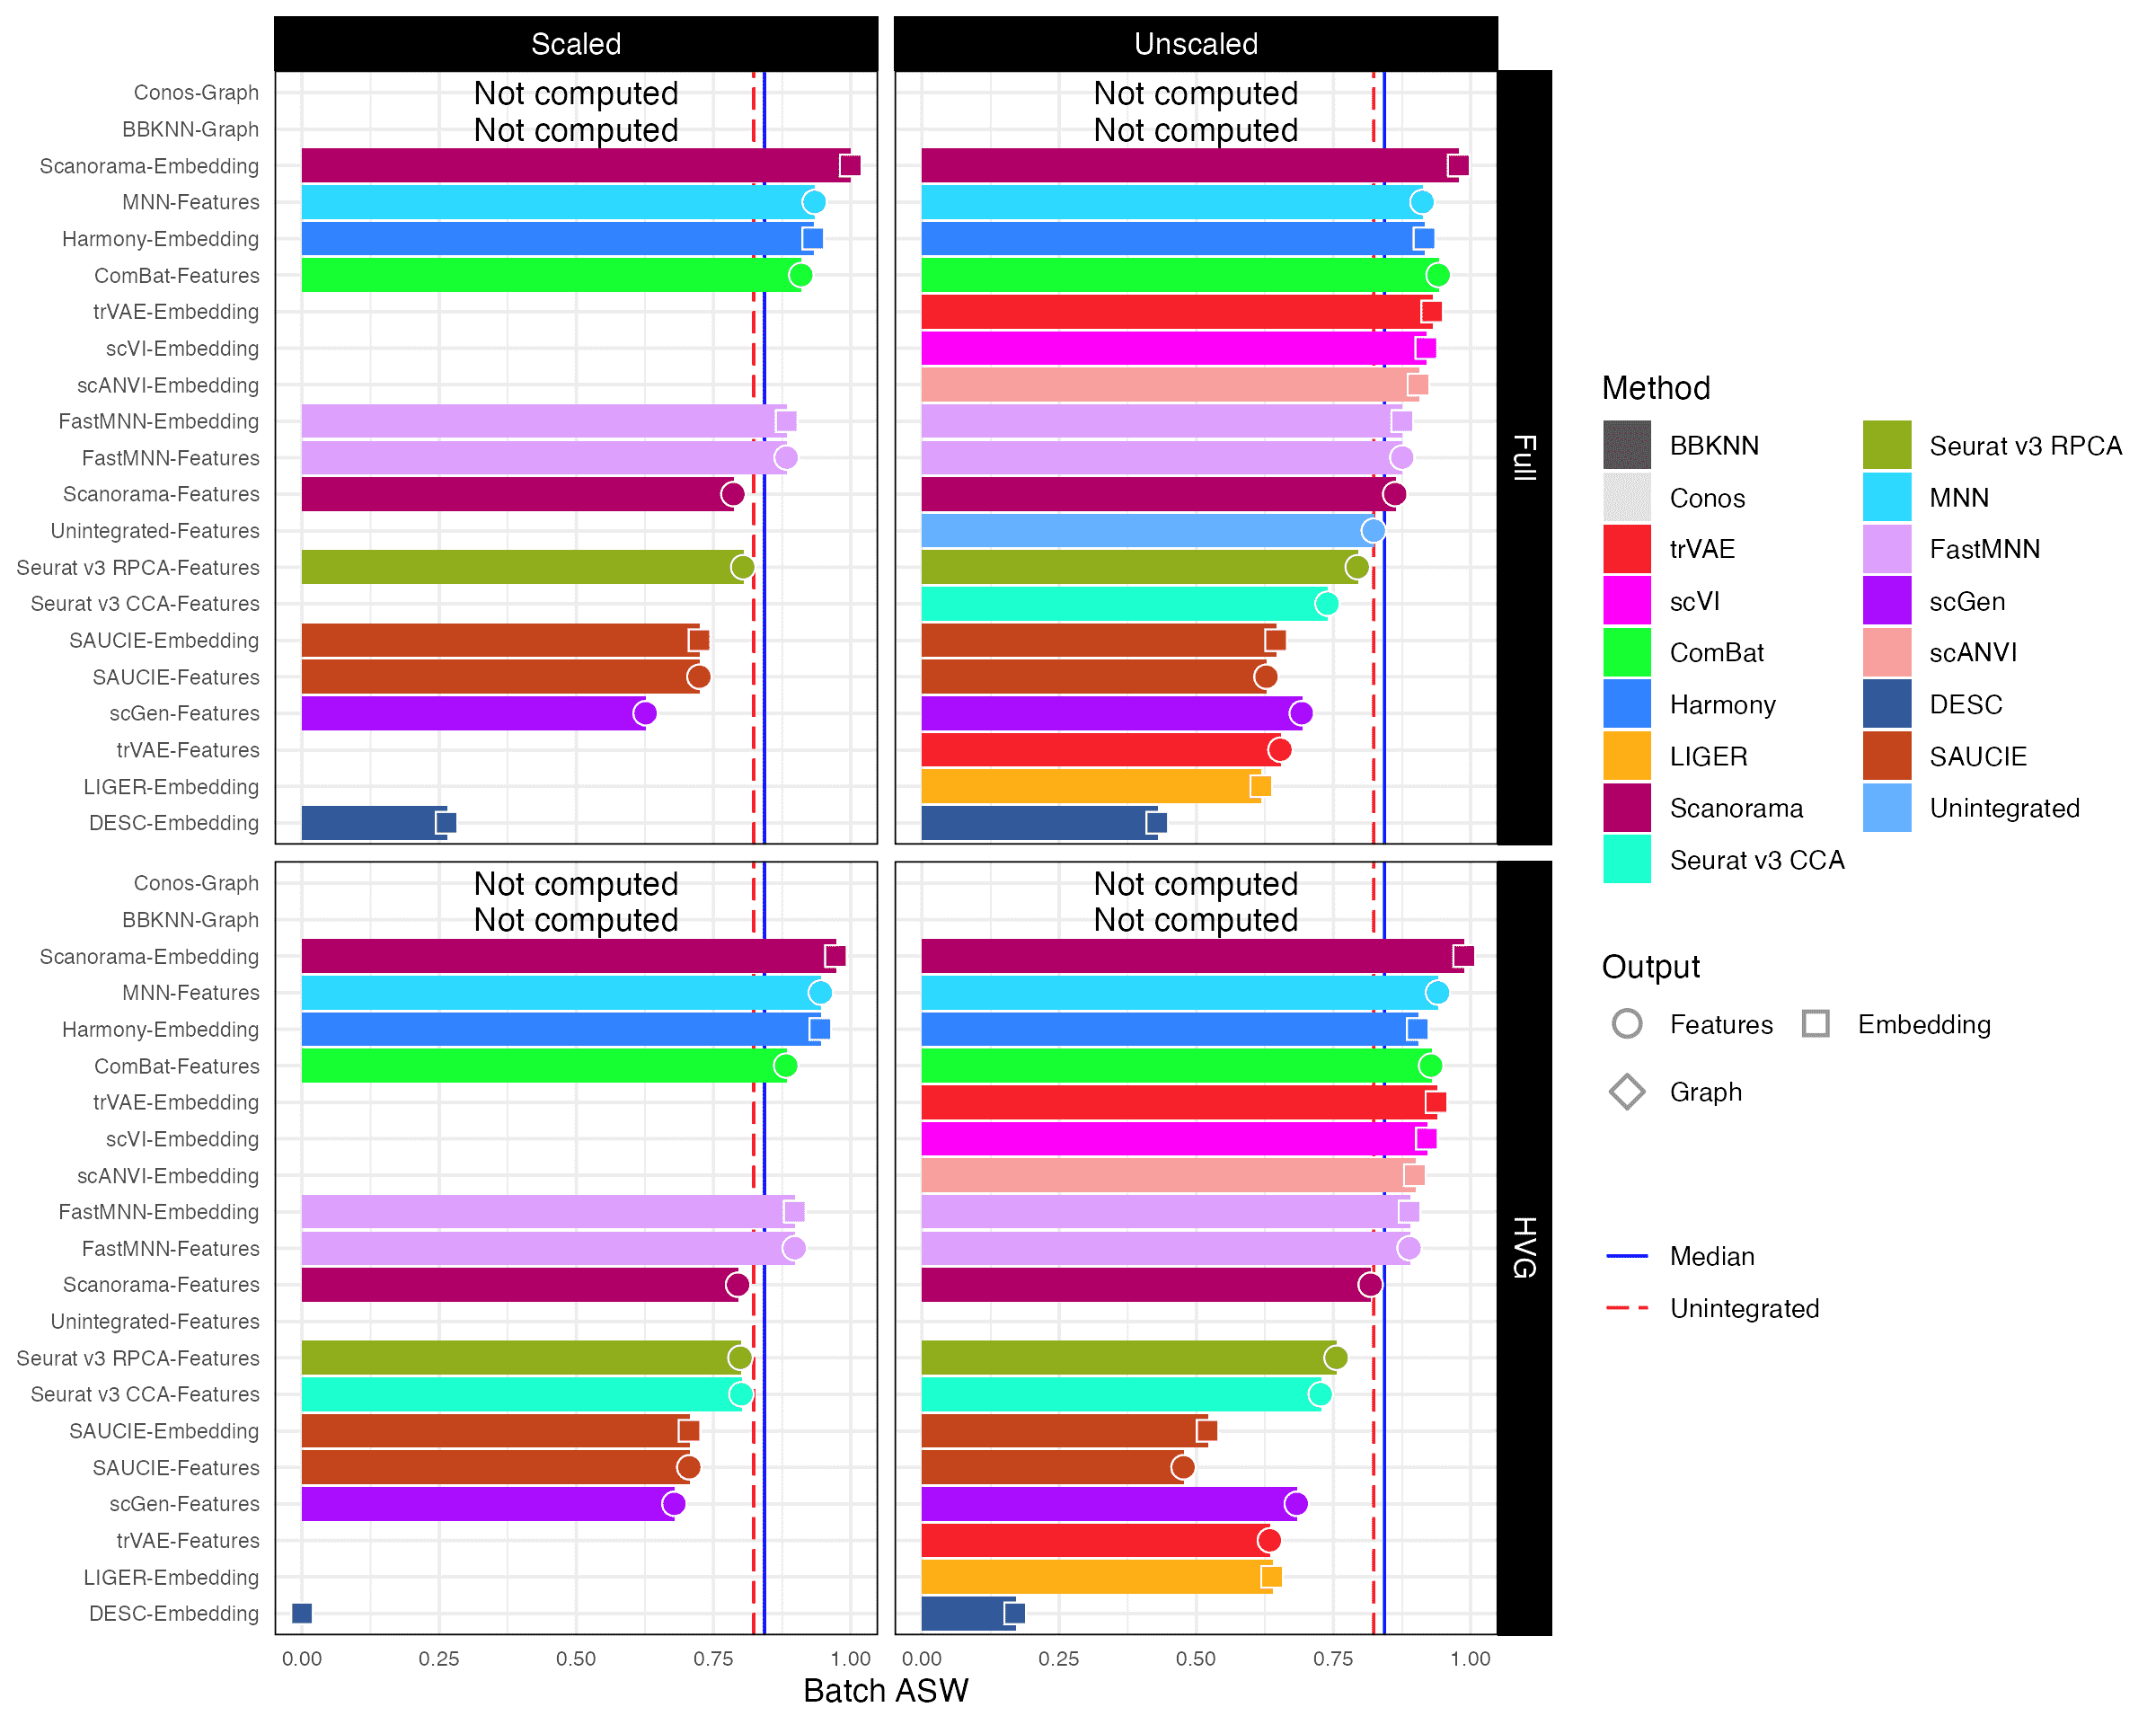 Scaled
Unscaled
Conos-Graph
BBKNN-Graph
Scanorama-Embedding
MNN-Features
Harmony-Embedding
ComBat-Features
trVAE-Embedding
scVI-Embedding
scANVI-Embedding
FastMNN-Embedding
FastMNN-Features
Scanorama-Features
Unintegrated-Features
Seurat v3 RPCA-Features
Seurat v3 CCA-Features
SAUCIE-Embedding
SAUCIE-Features
scGen-Features
trVAE-Features
LIGER-Embedding
DESC-Embedding
Not computed
Not computed
Not computed
Not computed
Full
Conos-Graph
BBKNN-Graph
Scanorama-Embedding
MNN-Features
Harmony-Embedding
ComBat-Features
trVAE-Embedding
scVI-Embedding
scANVI-Embedding
FastMNN-Embedding
FastMNN-Features
Scanorama-Features
Unintegrated-Features
Seurat v3 RPCA-Features
Seurat v3 CCA-Features
SAUCIE-Embedding
SAUCIE-Features
scGen-Features
trVAE-Features
LIGER-Embedding
DESC-Embedding
Not computed
Not computed
Not computed
Not computed
HVG
0.00 0.25 0.50 0.75 1.00
0.00 0.25 0.50 0.75 1.00
Batch ASW
Method
BBKNN
Conos
trVAE
scVI
ComBat
Harmony
LIGER
Scanorama
Seurat v3 CCA
Seurat v3 RPCA
MNN
FastMNN
scGen
scANVI
DESC
SAUCIE
Unintegrated
Output
Features
Embedding
Graph
Median
Unintegrated